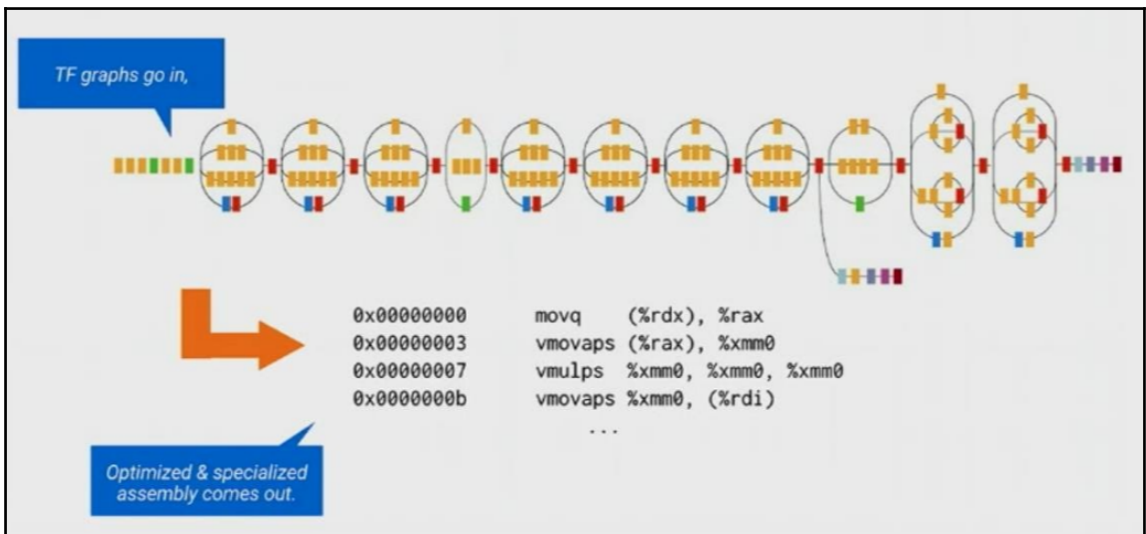 TF graphs go in,
0x00000000 movq (%rdx), %rax
0x00000003 vmovaps (%rax), %xmm0
0x00000007 vmulps %xmm0, %xmm0, %xmm0
0x0000000b vmovaps %xmm0, (%rdi)
...
Optimized & specialized
assembly comes out.